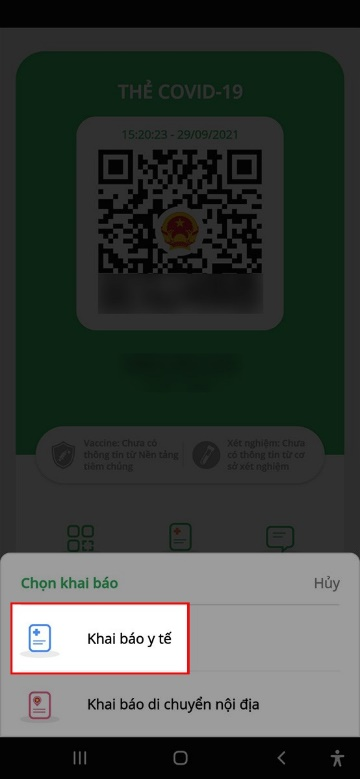 THẺ COVID-19
15:20:23 - 29/09/2021
Vaccine: Chưa có
thông tin từ Nền tảng
tiêm chủng
Xét nghiệm: Chưa
có thông tin từ cơ
sở xét nghiệm
Chọn khai báo
Hủy
Khai báo y tế
Khai báo di chuyển nội địa